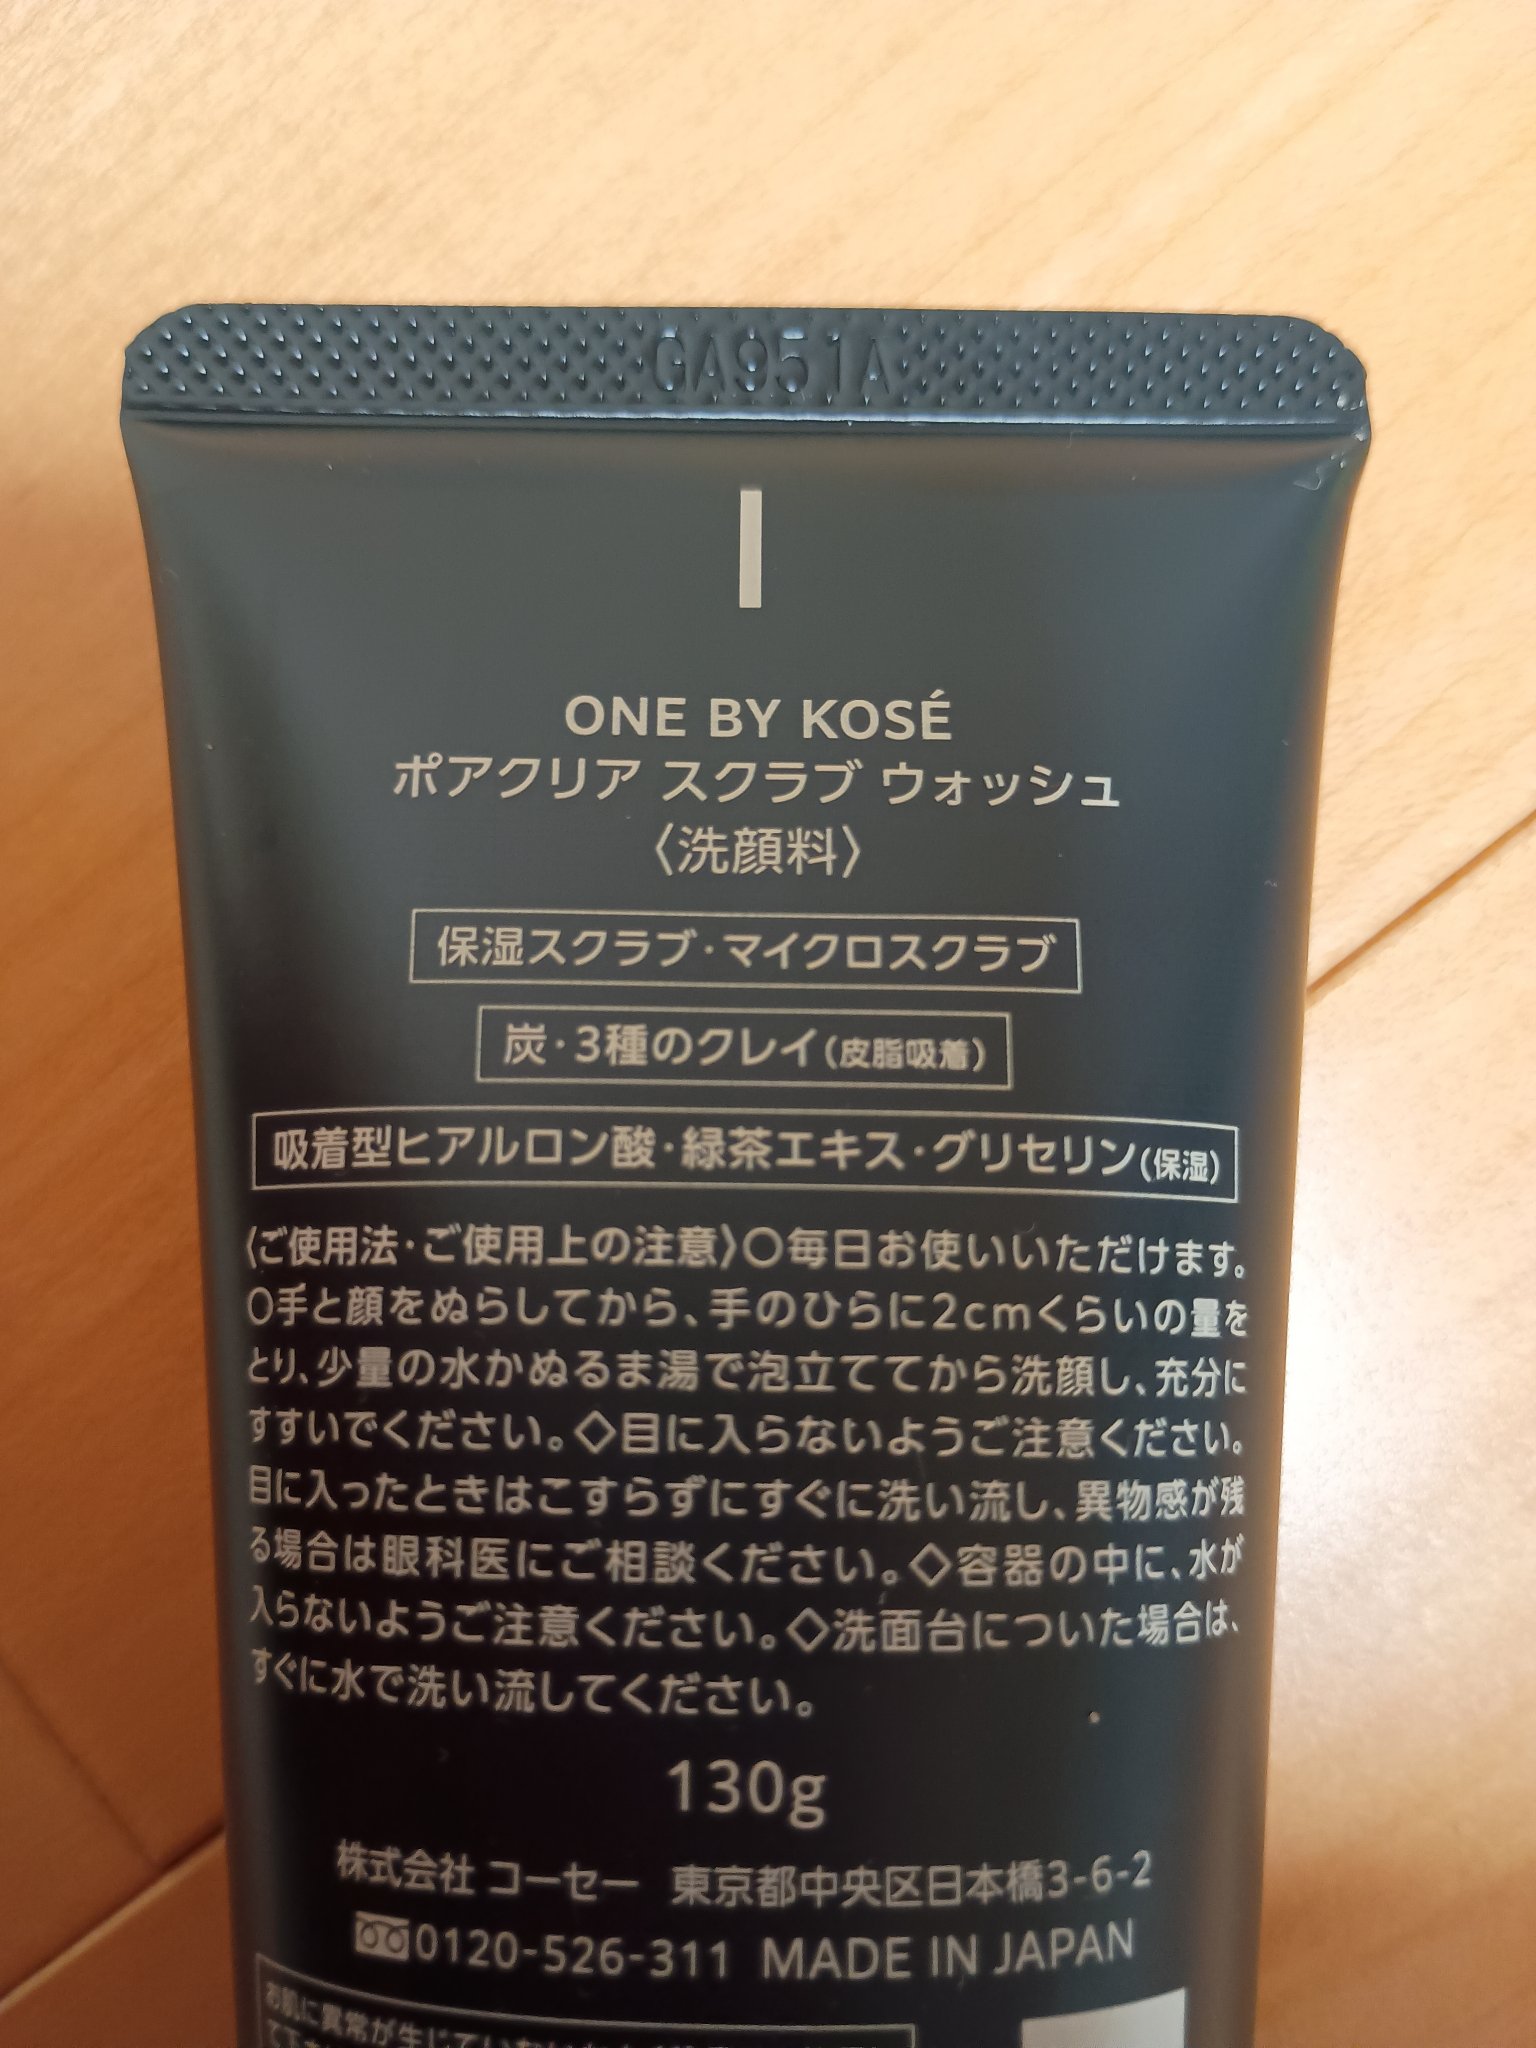 GA951A
ONE BY KOSÉ
ポアクリア スクラブ ウォッシュ
〈洗顔料〉
保湿スクラブ・マイクロスクラブ
炭・3種のクレイ(皮脂吸着)
吸着型ヒアルロン酸・緑茶エキス・グリセリン(保湿)
〈ご使用法・ご使用上の注意〉○毎日お使いいただけます。
○手と顔をぬらしてから、手のひらに2cmくらいの量を
とり、少量の水かぬるま湯で泡立ててから洗顔し、充分に
すすいでください。◇目に入らないようご注意ください。
目に入ったときはこすらずにすぐに洗い流し、異物感が残
る場合は眼科医にご相談ください。◇容器の中に、水が
入らないようご注意ください。◇洗面台についた場合は、
すぐに水で洗い流してください。
130g
株式会社 コーセー 東京都中央区日本橋3-6-2
0120-526-311 MADE IN JAPAN
お肌に異常が生じていないか